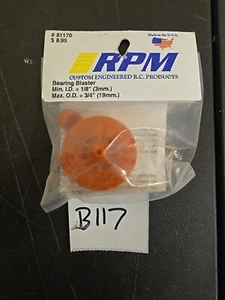 # 81170
$ 8.95
Made in the U.S.A.
RPM
CUSTOM ENGINEERED R.C. PRODUCTS
Bearing Blaster
Min. I.D. = 1/8" (3mm.)
Max. O.D. = 3/4" (19mm.)
B117